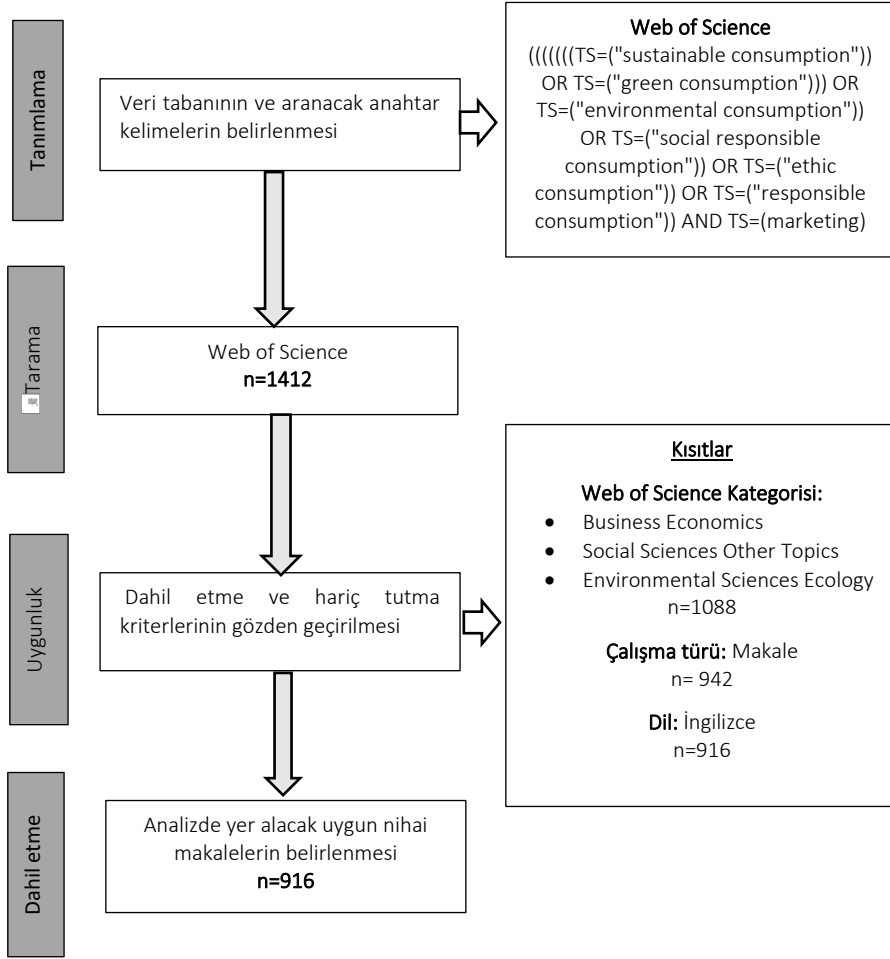 Tanımlama
Veri tabanının ve aranacak anahtar
kelimelerin belirlenmesi
Web of Science
(((((((TS=("sustainable consumption"))
OR TS=("green consumption"))) OR
TS=("environmental consumption"))
OR TS=("social responsible
consumption")) OR TS=("ethic
consumption")) OR TS=("responsible
consumption")) AND TS=(marketing)
Tarama
Web of Science
n=1412
Uygunluk
Dahil etme ve hariç tutma
kriterlerinin gözden geçirilmesi
Kısıtlar
Web of Science Kategorisi:
• Business Economics
• Social Sciences Other Topics
• Environmental Sciences Ecology
n=1088
Çalışma türü: Makale
n= 942
Dil: İngilizce
n=916
Dahil etme
Analizde yer alacak uygun nihai
makalelerin belirlenmesi
n=916